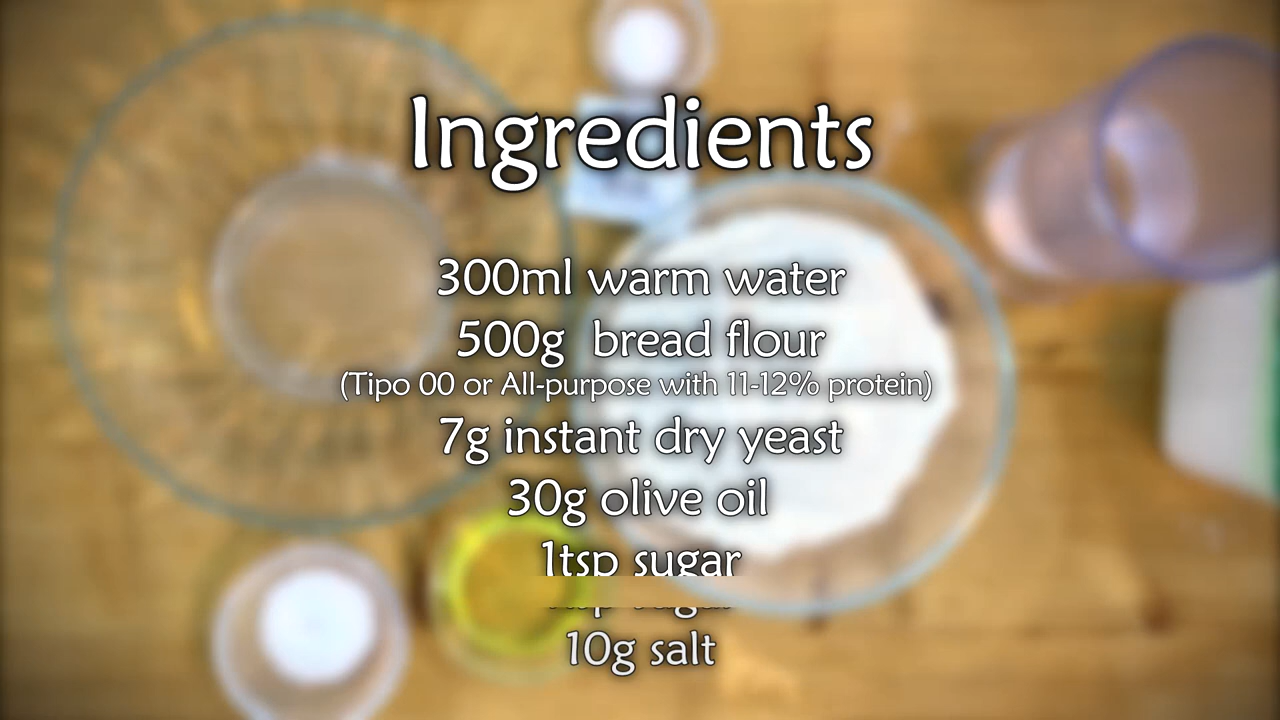 Ingredients
300ml warm water
500g bread flour
(Tipo 00 or All-purpose with 11-12% protein)
7g instant dry yeast
30g olive oil
1tsp sugar
10g salt